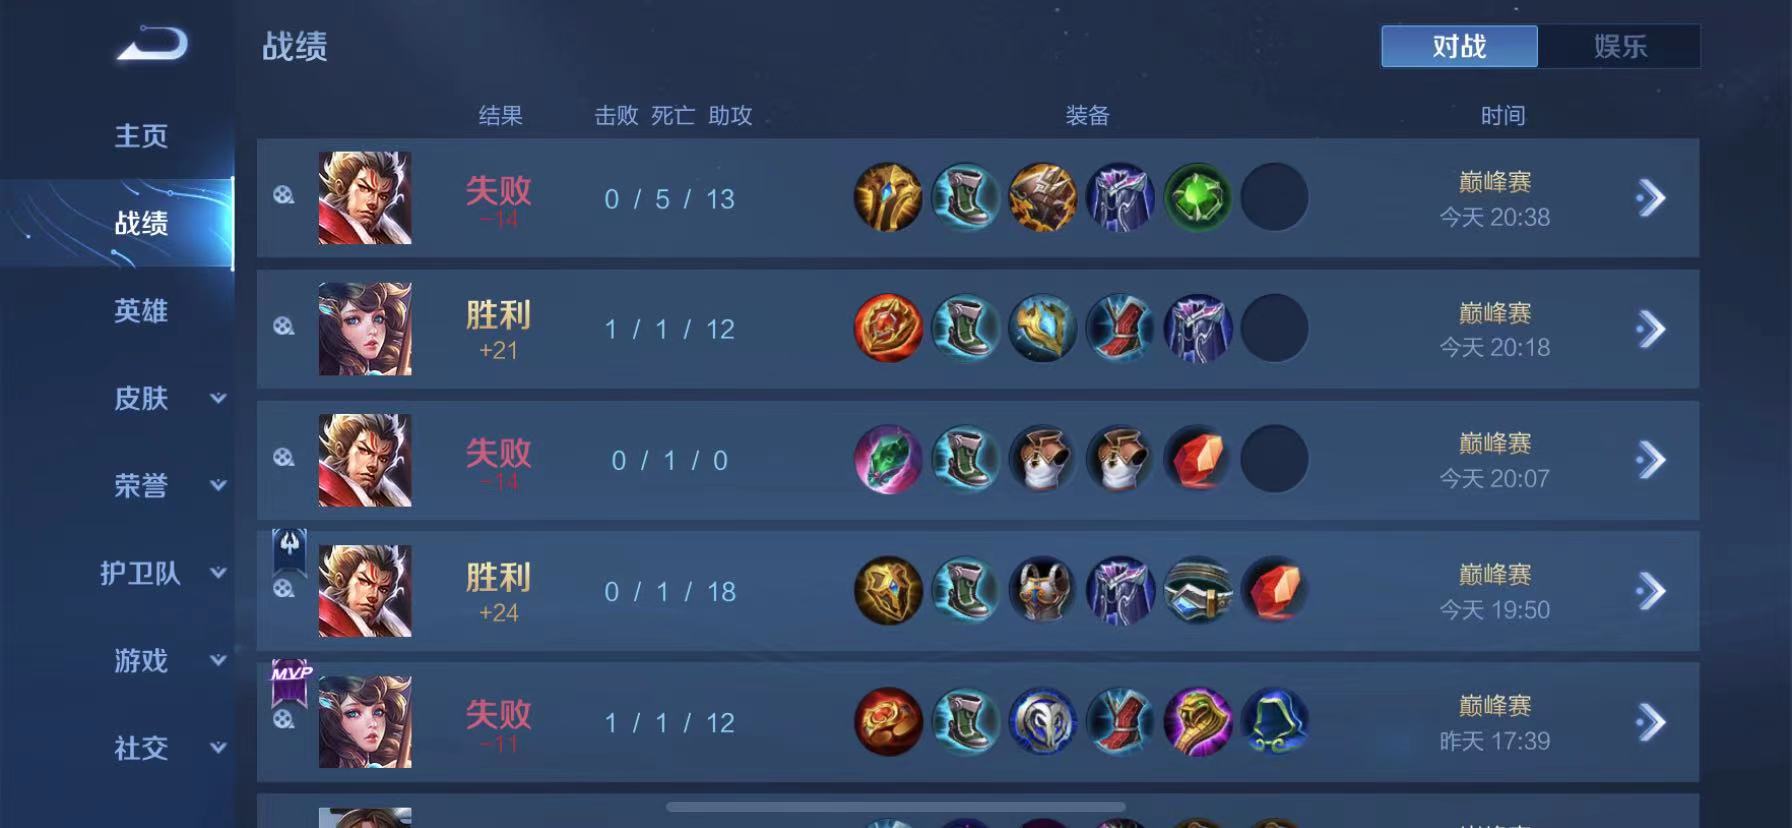 战绩
对战 娱乐
主页
战绩
英雄
皮肤
荣誉
护卫队
游戏
社交
结果 击败 死亡 助攻 装备 时间
失败
-14
0 / 5 / 13
巅峰赛
今天 20:38
胜利
+21
1 / 1 / 12
巅峰赛
今天 20:18
失败
-14
0 / 1 / 0
巅峰赛
今天 20:07
胜利
+24
0 / 1 / 18
巅峰赛
今天 19:50
MVP
失败
-11
1 / 1 / 12
巅峰赛
昨天 17:39